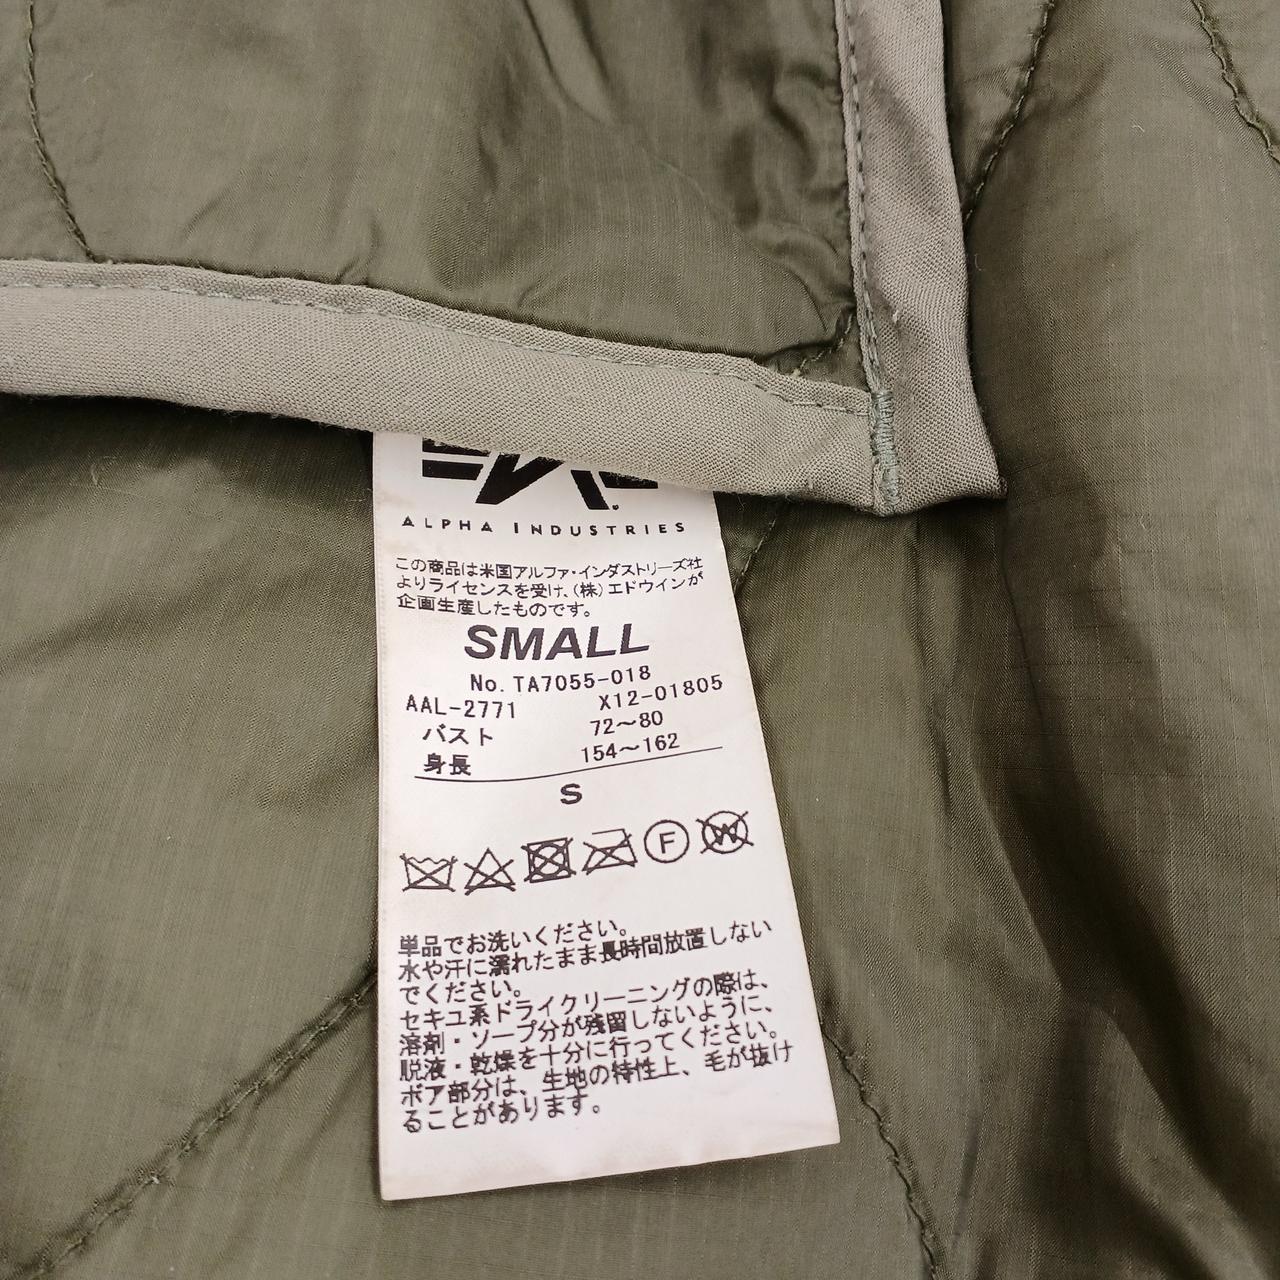 ALPHA INDUSTRIES
この商品は米国アルファ・インダストリーズ社
よりライセンスを受け、(株)エドウインが
企画生産したものです。
SMALL
No. TA7055-018
AAL-2771 X12-01805
バスト 72〜80
身長 154〜162
S
F W
単品でお洗いください。
水や汗に濡れたまま長時間放置しない
でください。
セキユ系ドライクリーニングの際は、
溶剤・ソープ分が残留しないように、
脱液・乾燥を十分に行ってください。
ボア部分は、生地の特性上、毛が抜け
ることがあります。